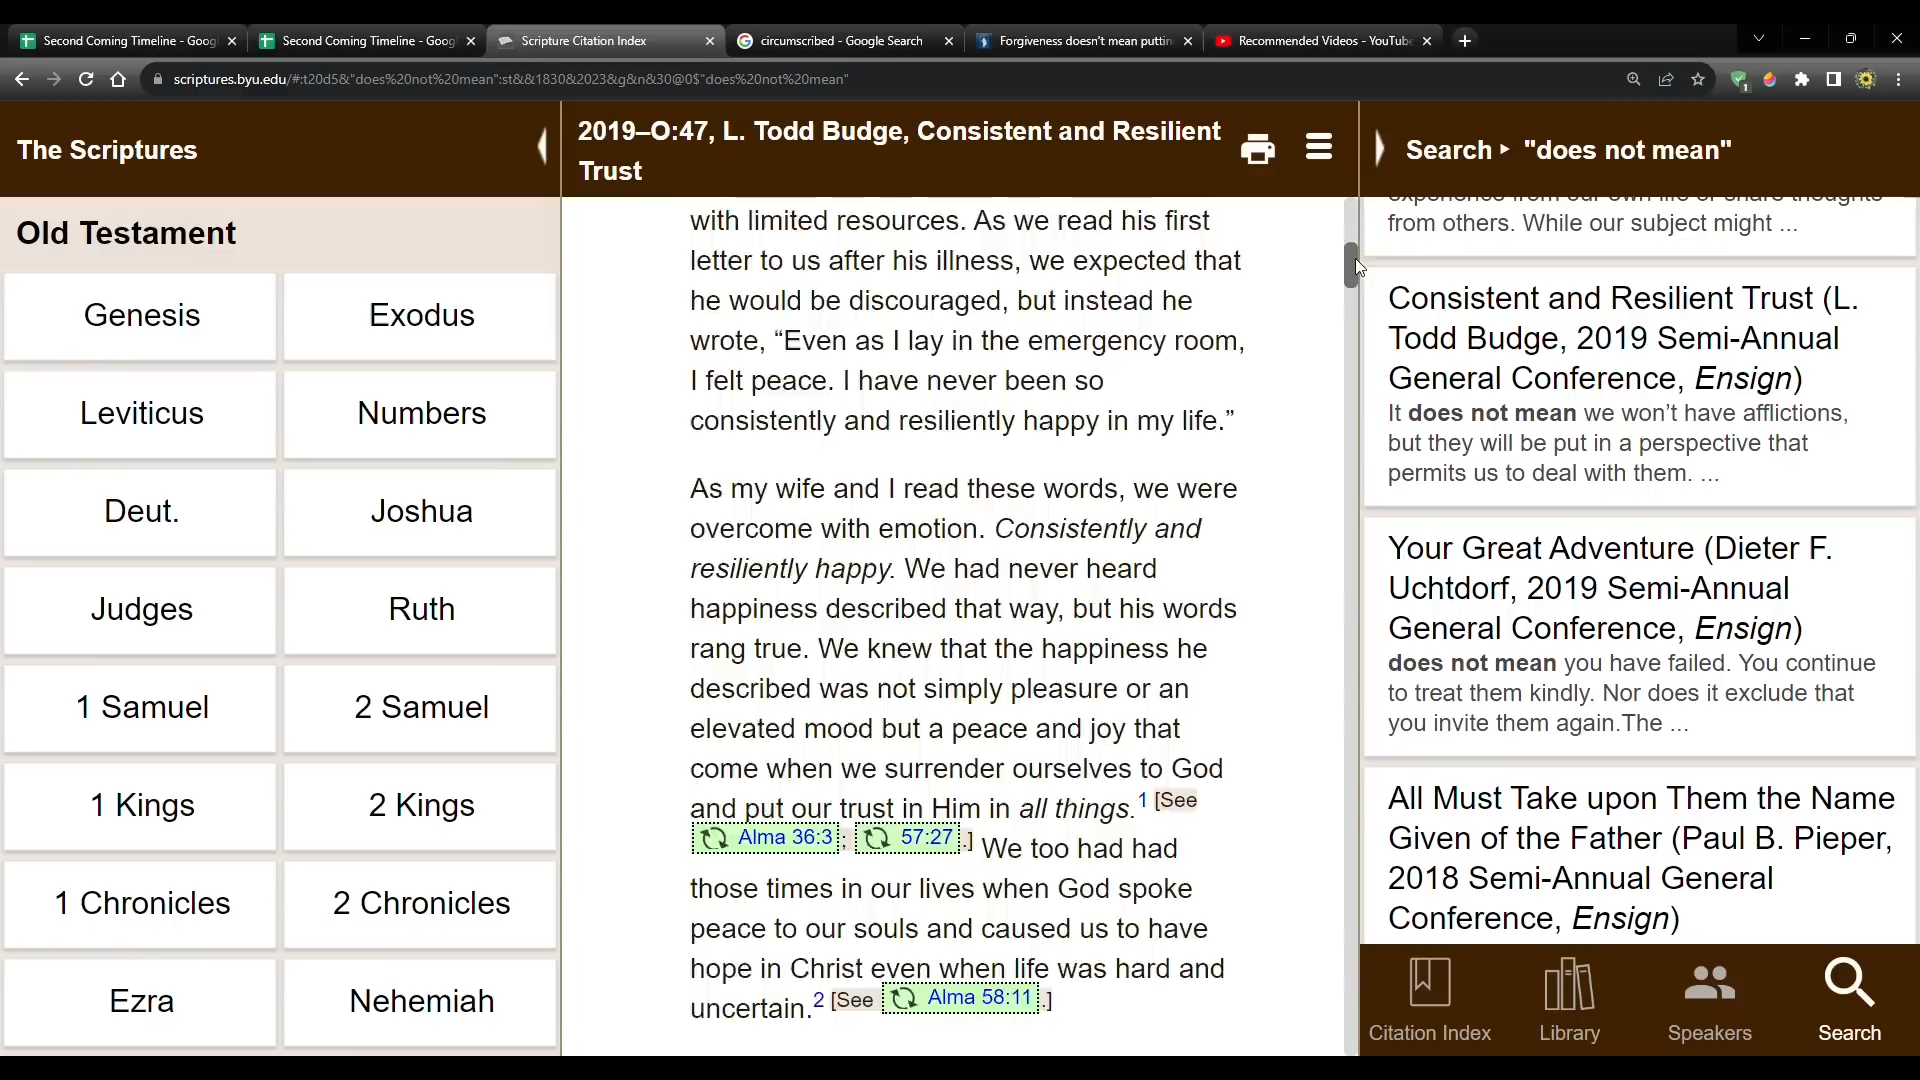 Second Coming Timeline - Goog
Second Coming Timeline - Goog
Scripture Citation Index
circumscribed - Google Search
Forgiveness doesn't mean puttin
Recommended Videos - YouTube
scriptures.byu.edu/#:t20d5&"does%20not%20mean":st&&1830&2023&g&n&30@0$"does%20not%20mean"
1
The Scriptures
Old Testament
Genesis
Exodus
Leviticus
Numbers
Deut.
Joshua
Judges
Ruth
1 Samuel
2 Samuel
1 Kings
2 Kings
1 Chronicles
2 Chronicles
Ezra
Nehemiah
2019–O:47, L. Todd Budge, Consistent and Resilient
Trust
with limited resources. As we read his first
letter to us after his illness, we expected that
he would be discouraged, but instead he
wrote, “Even as I lay in the emergency room,
I felt peace. I have never been so
consistently and resiliently happy in my life.”
As my wife and I read these words, we were
overcome with emotion. Consistently and
resiliently happy. We had never heard
happiness described that way, but his words
rang true. We knew that the happiness he
described was not simply pleasure or an
elevated mood but a peace and joy that
come when we surrender ourselves to God
and put our trust in Him in all things.1 [See
Alma 36:3; 57:27.] We too had had
those times in our lives when God spoke
peace to our souls and caused us to have
hope in Christ even when life was hard and
uncertain.2 [See Alma 58:11.]
Search ▸ "does not mean"
experience from our own life or share thoughts
from others. While our subject might ...
Consistent and Resilient Trust (L.
Todd Budge, 2019 Semi-Annual
General Conference, Ensign)
It does not mean we won’t have afflictions,
but they will be put in a perspective that
permits us to deal with them. ...
Your Great Adventure (Dieter F.
Uchtdorf, 2019 Semi-Annual
General Conference, Ensign)
does not mean you have failed. You continue
to treat them kindly. Nor does it exclude that
you invite them again.The ...
All Must Take upon Them the Name
Given of the Father (Paul B. Pieper,
2018 Semi-Annual General
Conference, Ensign)
Citation Index
Library
Speakers
Search